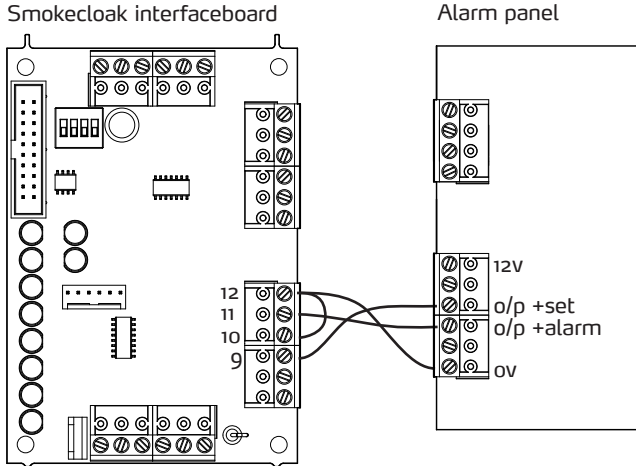 Smokecloak interfaceboard
Alarm panel
12
11
10
9
12V
o/p +set
o/p +alarm
0V